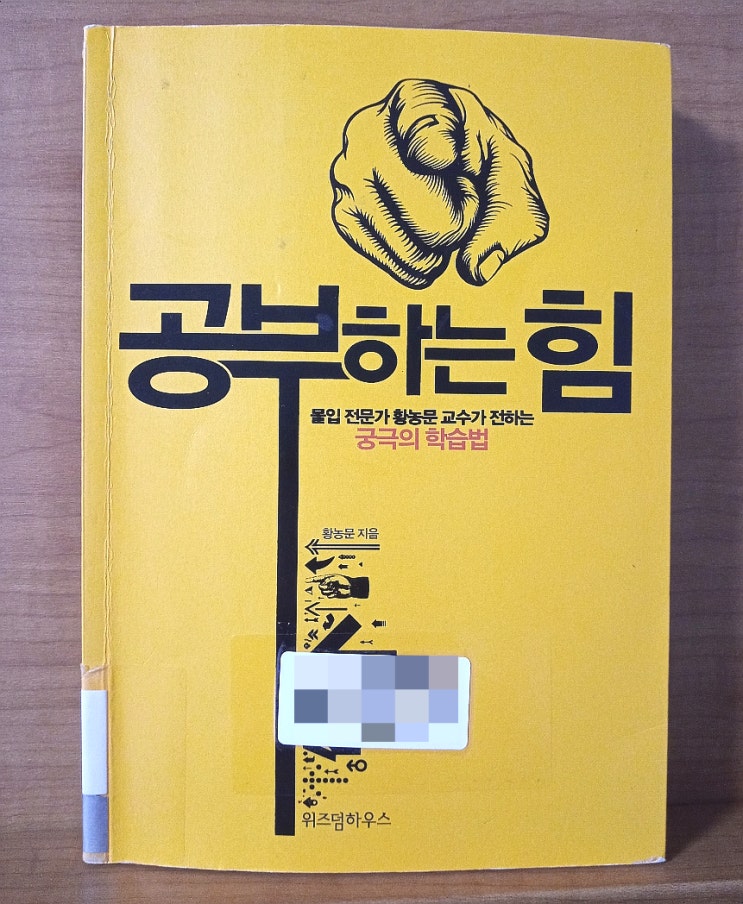 공부하는 힘
몰입 전문가 황농문 교수가 전하는
궁극의 학습법
황농문 지음
위즈덤하우스